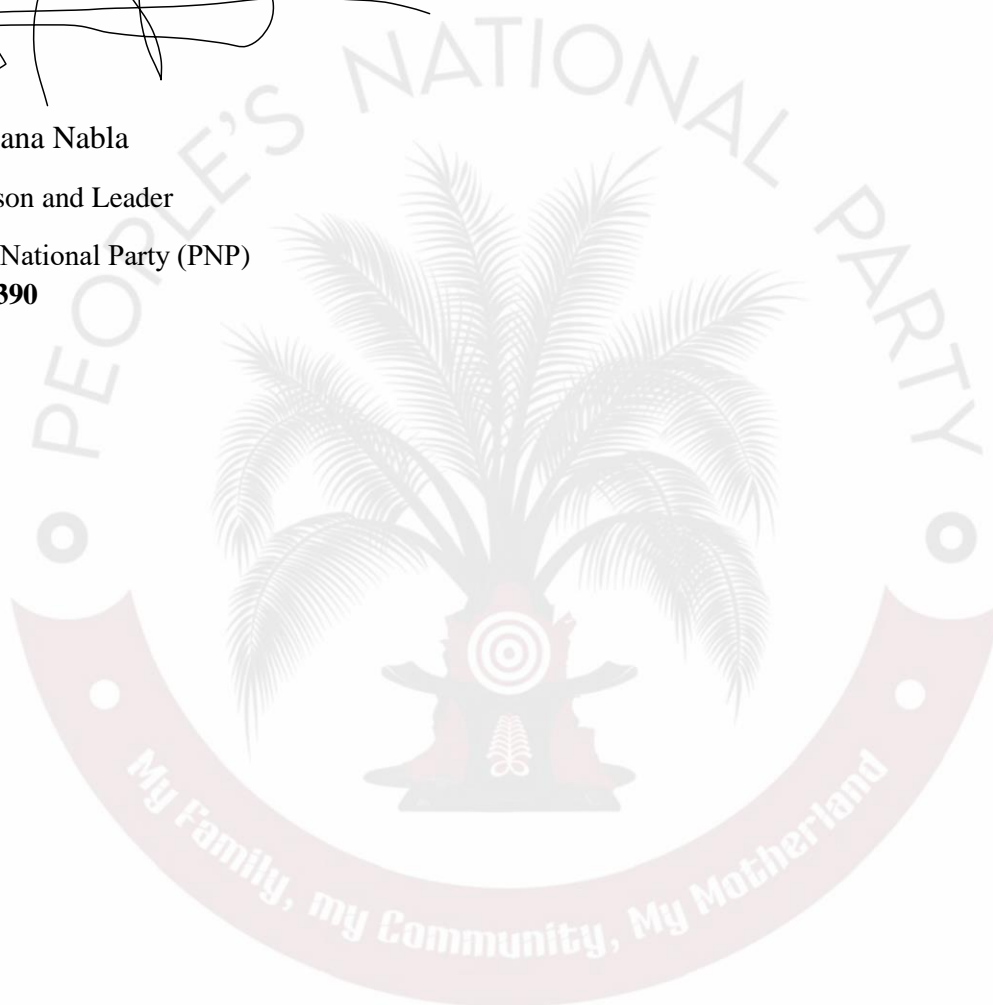 ana Nabla
son and Leader
National Party (PNP)
390
PEOPLE'S NATIONAL PARTY
My Family, my Community, My Motherland